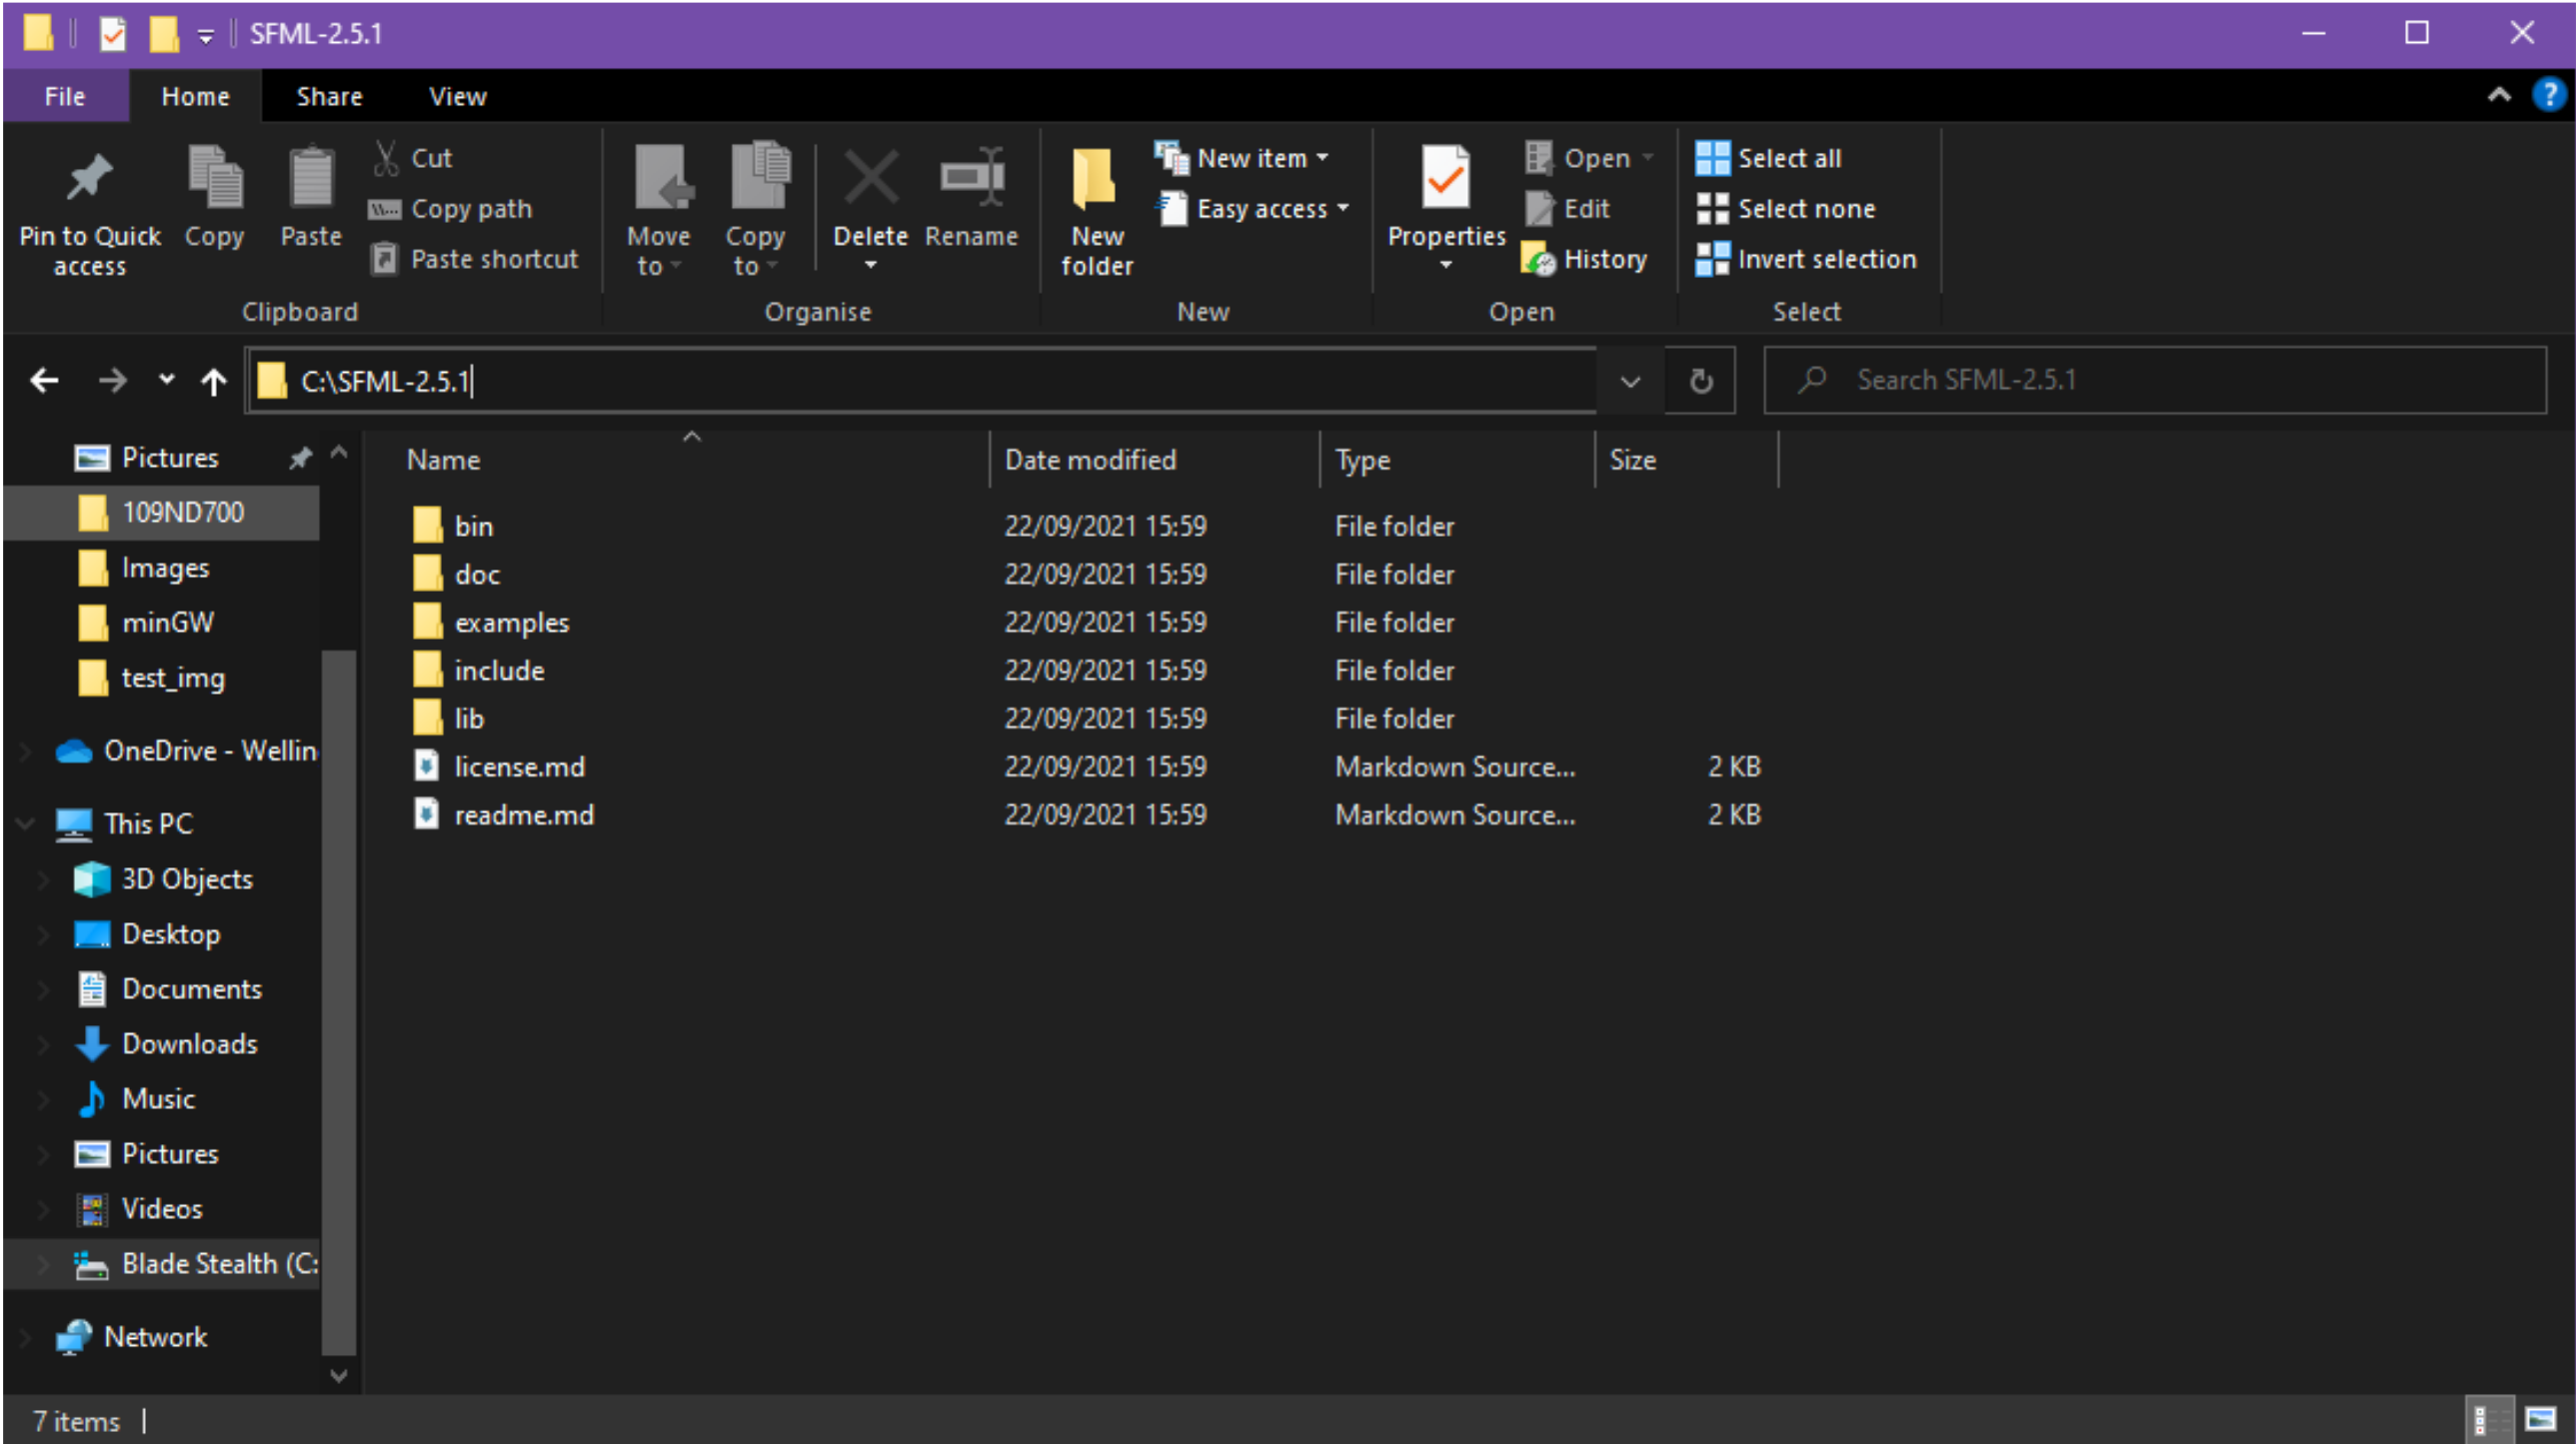 SFML-2.5.1
File Home Share View
Pin to Quick access
Copy
Paste
Cut
Copy path
Paste shortcut
Clipboard
Move to
Copy to
Delete
Rename
Organise
New folder
New item
Easy access
New
Properties
Open
Edit
History
Open
Select all
Select none
Invert selection
Select
C:\SFML-2.5.1
Search SFML-2.5.1
Pictures
109ND700
Images
minGW
test_img
OneDrive - Wellin
This PC
3D Objects
Desktop
Documents
Downloads
Music
Pictures
Videos
Blade Stealth (C:
Network
Name Date modified Type Size
bin 22/09/2021 15:59 File folder
doc 22/09/2021 15:59 File folder
examples 22/09/2021 15:59 File folder
include 22/09/2021 15:59 File folder
lib 22/09/2021 15:59 File folder
license.md 22/09/2021 15:59 Markdown Source... 2 KB
readme.md 22/09/2021 15:59 Markdown Source... 2 KB
7 items